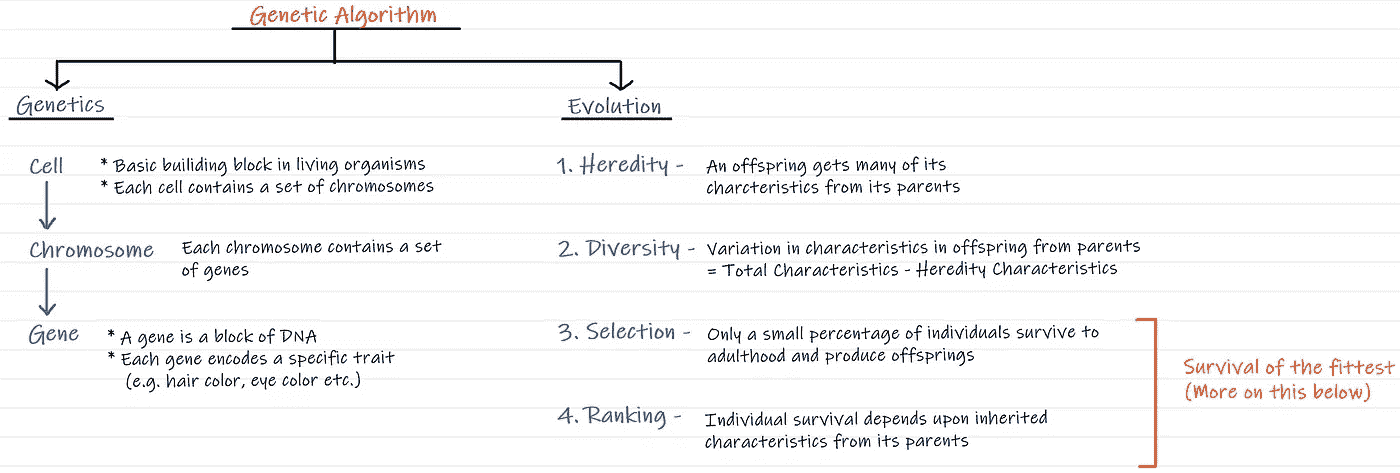 Genetic Algorithm
Genetics
Cell
* Basic builiding block in living organisms
* Each cell contains a set of chromosomes
Chromosome
Each chromosome contains a set
of genes
Gene
* A gene is a block of DNA
* Each gene encodes a specific trait
(e.g. hair color, eye color etc.)
Evolution
1. Heredity - An offspring gets many of its
charcteristics from its parents
2. Diversity - Variation in characteristics in offspring from parents
= Total Characteristics - Heredity Characteristics
3. Selection - Only a small percentage of individuals survive to
adulthood and produce offsprings
4. Ranking - Individual survival depends upon inherited
characteristics from its parents
Survival of the fittest
(More on this below)